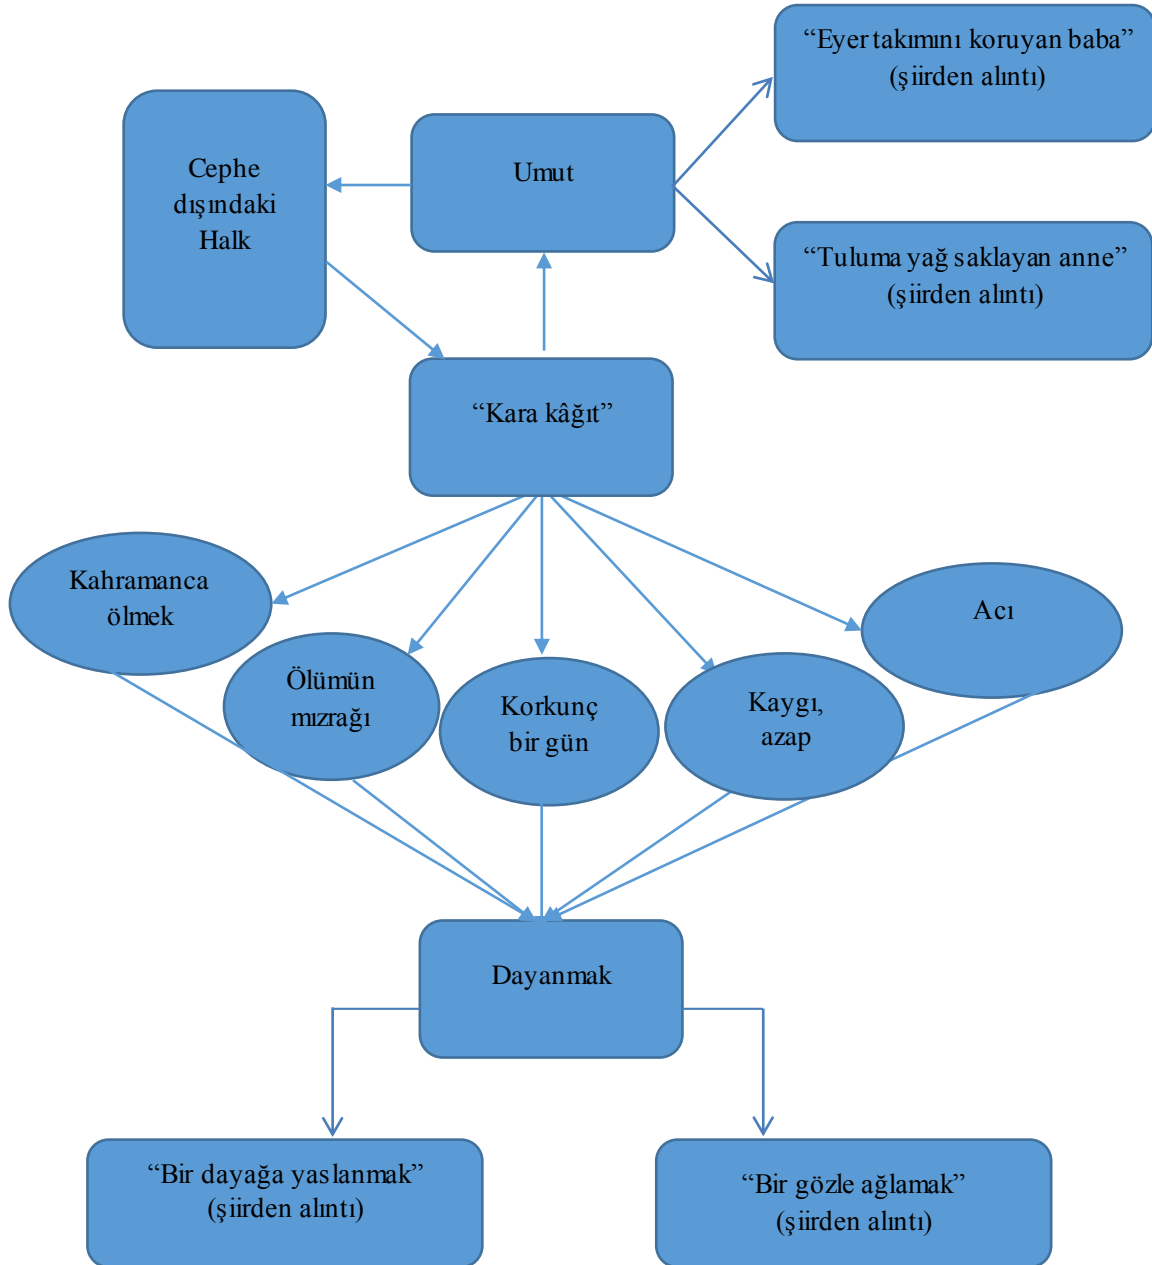 “Eyer takımını koruyan baba”
(şiirden alıntı)
Cephe
dışındaki
Halk
Umut
“Tuluma yağ saklayan anne”
(şiirden alıntı)
“Kara kâğıt”
Kahramanca
ölmek
Ölümün
mızrağı
Korkunç
bir gün
Kaygı,
azap
Acı
Dayanmak
“Bir dayağa yaslanmak”
(şiirden alıntı)
“Bir gözle ağlamak”
(şiirden alıntı)